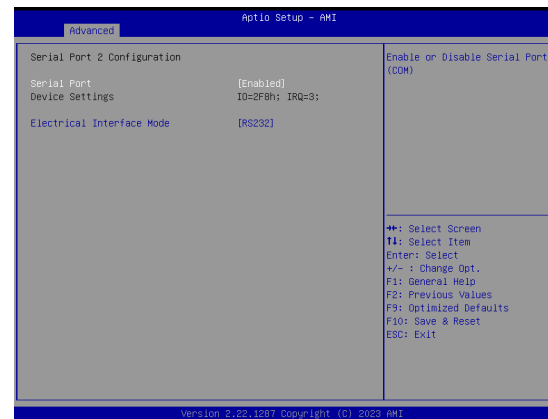 Aptio Setup - AMI
Advanced
Serial Port 2 Configuration
Serial Port [Enabled]
Device Settings IO=2F8h; IRQ=3;
Electrical Interface Mode [RS232]
Enable or Disable Serial Port
(COM)
→←: Select Screen
↑↓: Select Item
Enter: Select
+/- : Change Opt.
F1: General Help
F2: Previous Values
F9: Optimized Defaults
F10: Save & Reset
ESC: Exit
Version 2.22.1287 Copyright (C) 2023 AMI